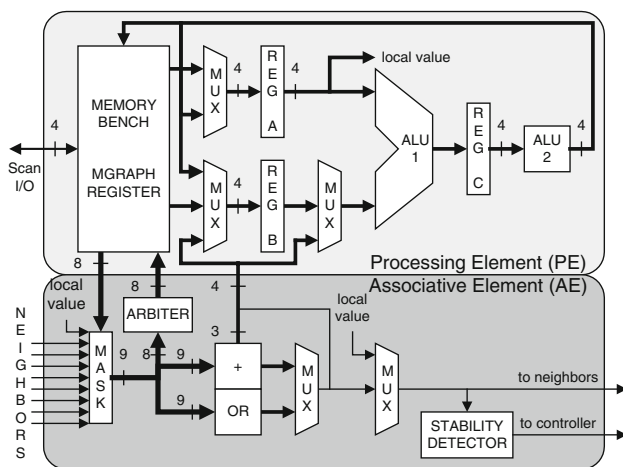 MEMORY
BENCH
MGRAPH
REGISTER
4
Scan
I/O
MUX
4
REG A
4
local value
MUX
4
REG B
MUX
ALU
1
REG C
4
ALU
2
4
Processing Element (PE)
Associative Element (AE)
8
8
4
local
value
ARBITER
3
NEIGHBORS
MASK
9
8
9
9
+
OR
MUX
local
value
MUX
to neighbors
STABILITY
DETECTOR
to controller